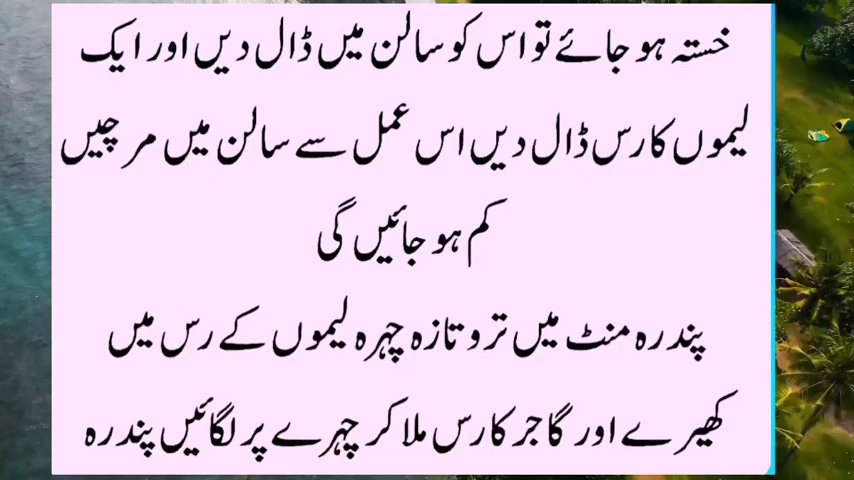 خستہ ہو جائے تو اس کو سالن میں ڈال دیں اور ایک
لیموں کا رس ڈال دیں اس عمل سے سالن میں مرچیں
کم ہو جائیں گی
پندرہ منٹ میں تروتازہ چہرہ لیموں کے رس میں
کھیرے اور گاجر کا رس ملا کر چہرے پر لگائیں پندرہ